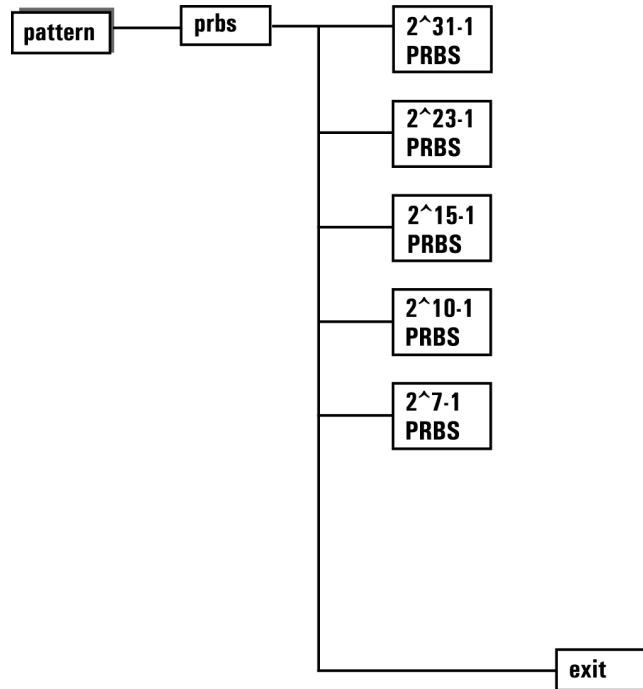 pattern
prbs
2^31-1
PRBS
2^23-1
PRBS
2^15-1
PRBS
2^10-1
PRBS
2^7-1
PRBS
exit